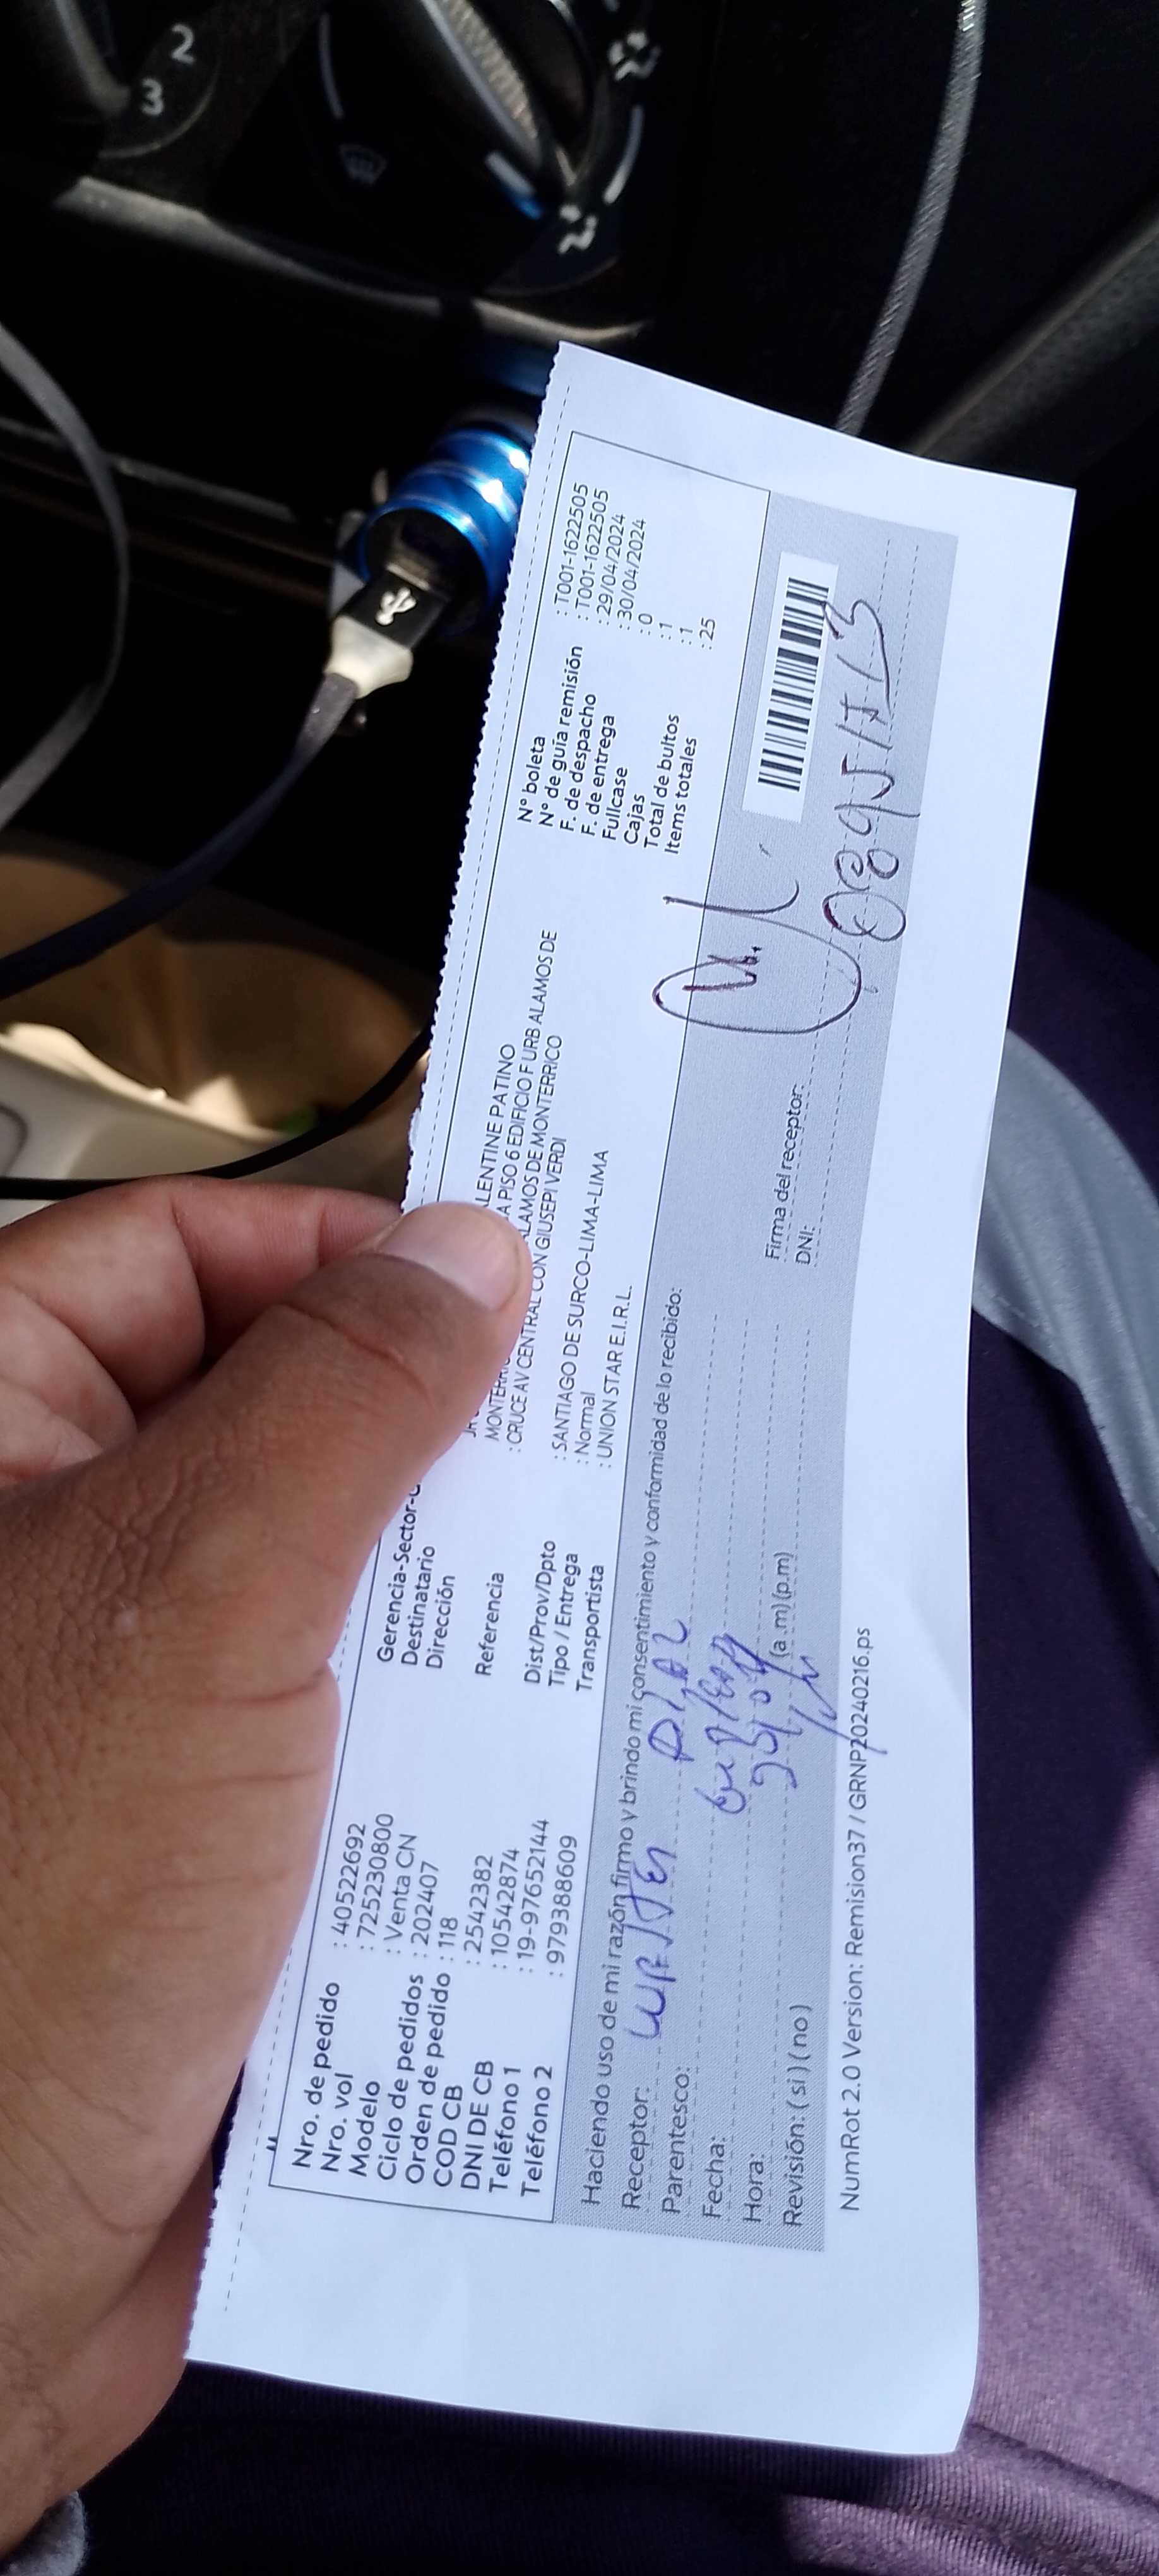 Nro. de pedido : 40522692
Nro. vol : 725230800
Modelo : Venta CN
Ciclo de pedidos : 202407
Orden de pedido : 118
COD CB : 2542382
DNI DE CB : 10542874
Teléfono 1 : 19-97652144
Teléfono 2 : 979388609
Gerencia-Sector-
Destinatario LENTINE PATINO
Dirección A PISO 6 EDIFICIO F URB ALAMOS DE
LAMOS DE MONTERRICO
Referencia : CRUCE AV CENTRAL CON GIUSEPI VERDI
Dist/Prov/Dpto : SANTIAGO DE SURCO-LIMA-LIMA
Tipo / Entrega : Normal
Transportista : UNION STAR E.I.R.L.
N° boleta : T001-1622505
N° de guía remisión : T001-1622505
F. de despacho : 29/04/2024
F. de entrega : 30/04/2024
Fullcase : 0
Cajas : 1
Total de bultos : 1
Items totales : 25
Haciendo uso de mi razón firmo y brindo mi consentimiento y conformidad de lo recibido:
Receptor:
Parentesco:
Fecha:
Hora: (a.m) (p.m)
Revisión: ( si ) ( no )
Firma del receptor:
DNI:
NumRot 2.0 Version: Remision37 / GRNP20240216.ps
2
3